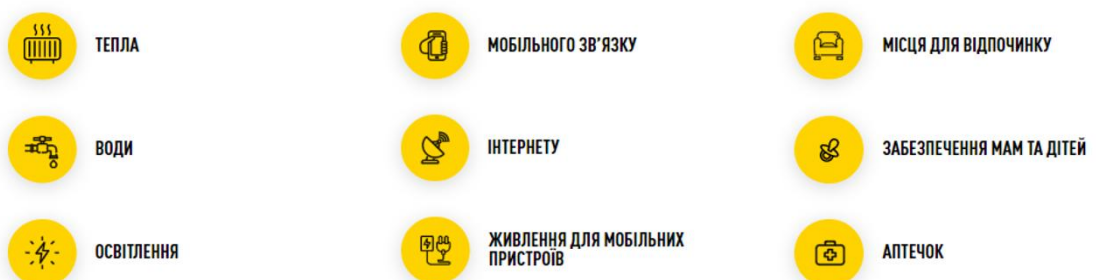 ТЕПЛА
МОБІЛЬНОГО ЗВ'ЯЗКУ
МІСЦЯ ДЛЯ ВІДПОЧИНКУ
ВОДИ
ІНТЕРНЕТУ
ЗАБЕЗПЕЧЕННЯ МАМ ТА ДІТЕЙ
ОСВІТЛЕННЯ
ЖИВЛЕННЯ ДЛЯ МОБІЛЬНИХ
ПРИСТРОЇВ
АПТЕЧОК